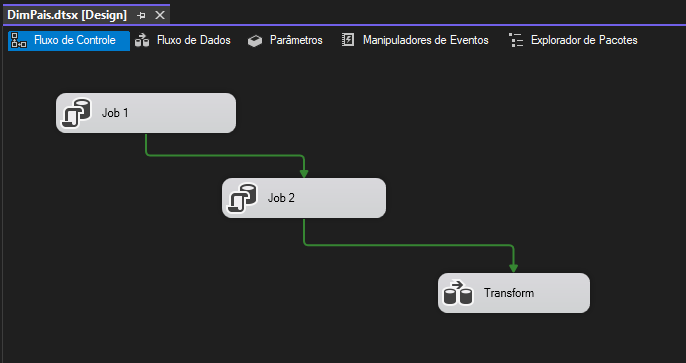 DimPais.dtsx [Design]
Fluxo de Controle Fluxo de Dados Parâmetros Manipuladores de Eventos Explorador de Pacotes
Job 1
Job 2
Transform